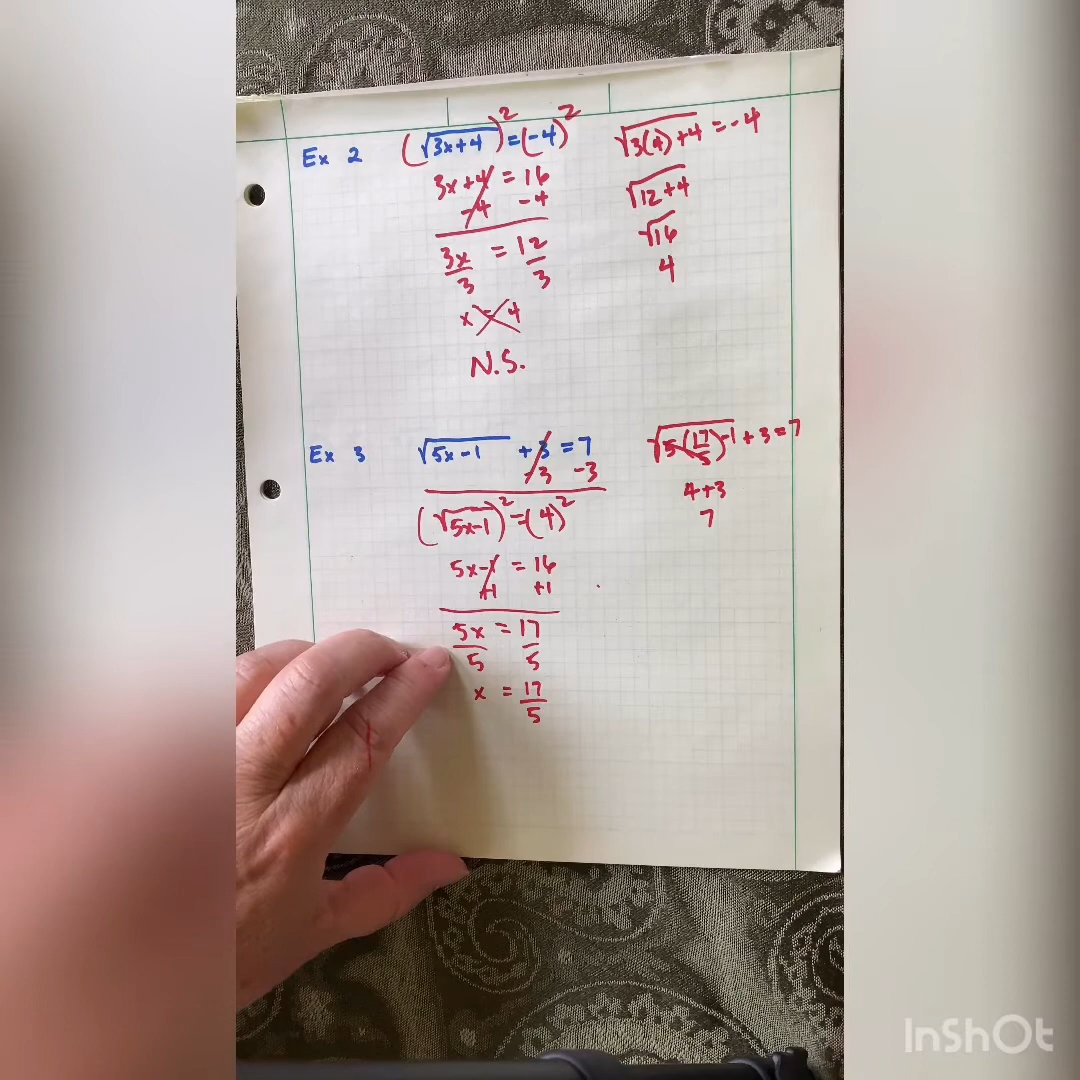 Ex 2 (√3x+4)² = (-4)² √3(4)+4 = -4
3x+4 = 16 √12+4
-4 -4 √16
3x/3 = 12/3 4
x = 4
N.S.
Ex 3 √5x-1 +3 = 7 √5(17/5)-1 +3 = 7
-3 -3 4+3
(√5x-1)² = (4)² 7
5x-1 = 16
+1 +1
5x/5 = 17/5
x = 17/5
InShOt